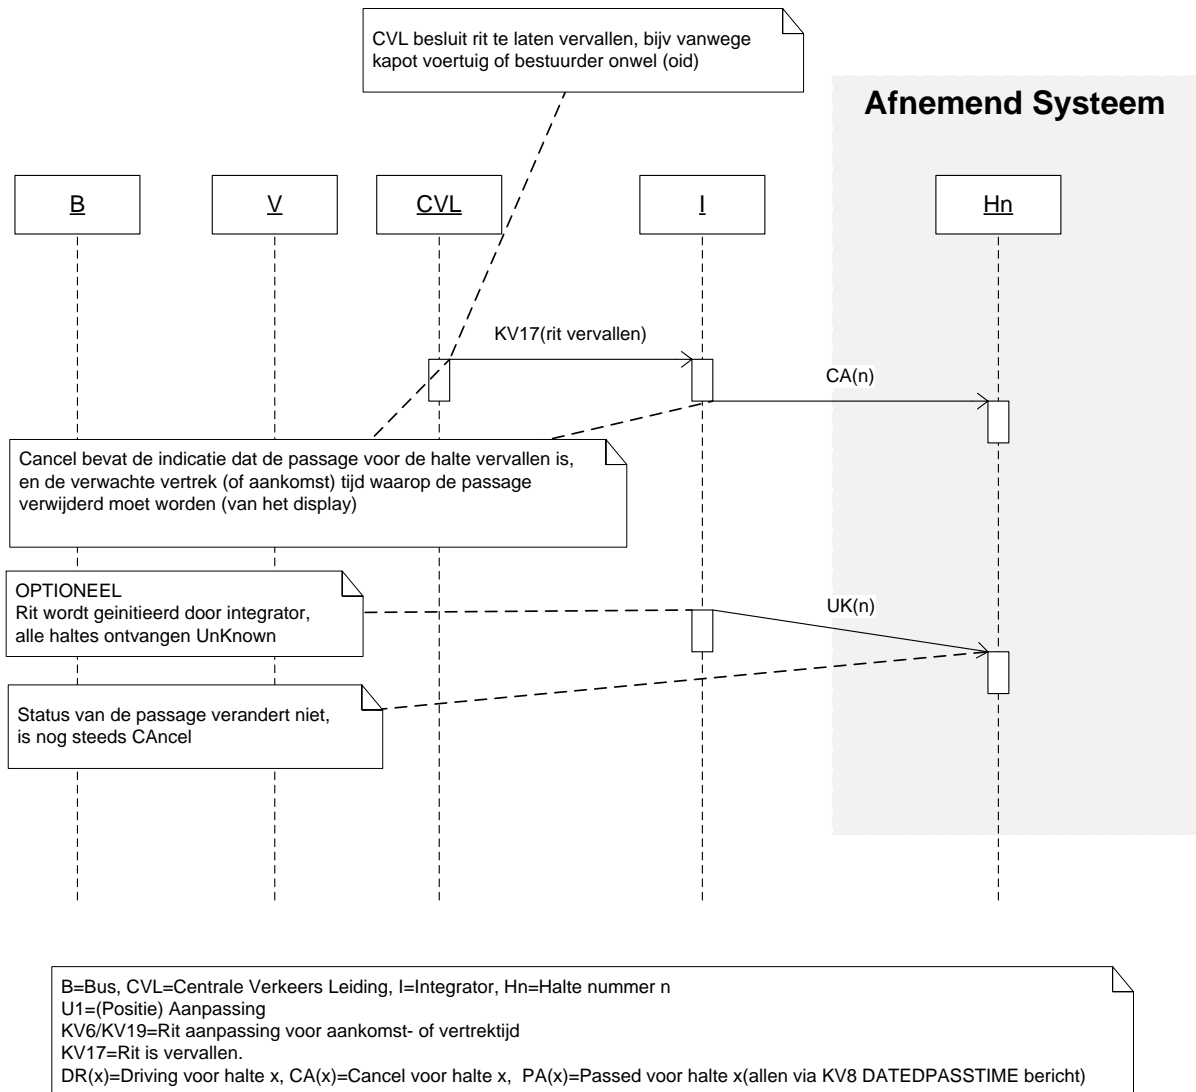 CVL besluit rit te laten vervallen, bijv vanwege
kapot voertuig of bestuurder onwel (oid)
Afnemend Systeem
B
V
CVL
I
Hn
KV17(rit vervallen)
CA(n)
Cancel bevat de indicatie dat de passage voor de halte vervallen is,
en de verwachte vertrek (of aankomst) tijd waarop de passage
verwijderd moet worden (van het display)
OPTIONEEL
Rit wordt geinitieerd door integrator,
alle haltes ontvangen UnKnown
UK(n)
Status van de passage verandert niet,
is nog steeds CAncel
B=Bus, CVL=Centrale Verkeers Leiding, I=Integrator, Hn=Halte nummer n
U1=(Positie) Aanpassing
KV6/KV19=Rit aanpassing voor aankomst- of vertrektijd
KV17=Rit is vervallen.
DR(x)=Driving voor halte x, CA(x)=Cancel voor halte x,  PA(x)=Passed voor halte x(allen via KV8 DATEDPASSTIME bericht)